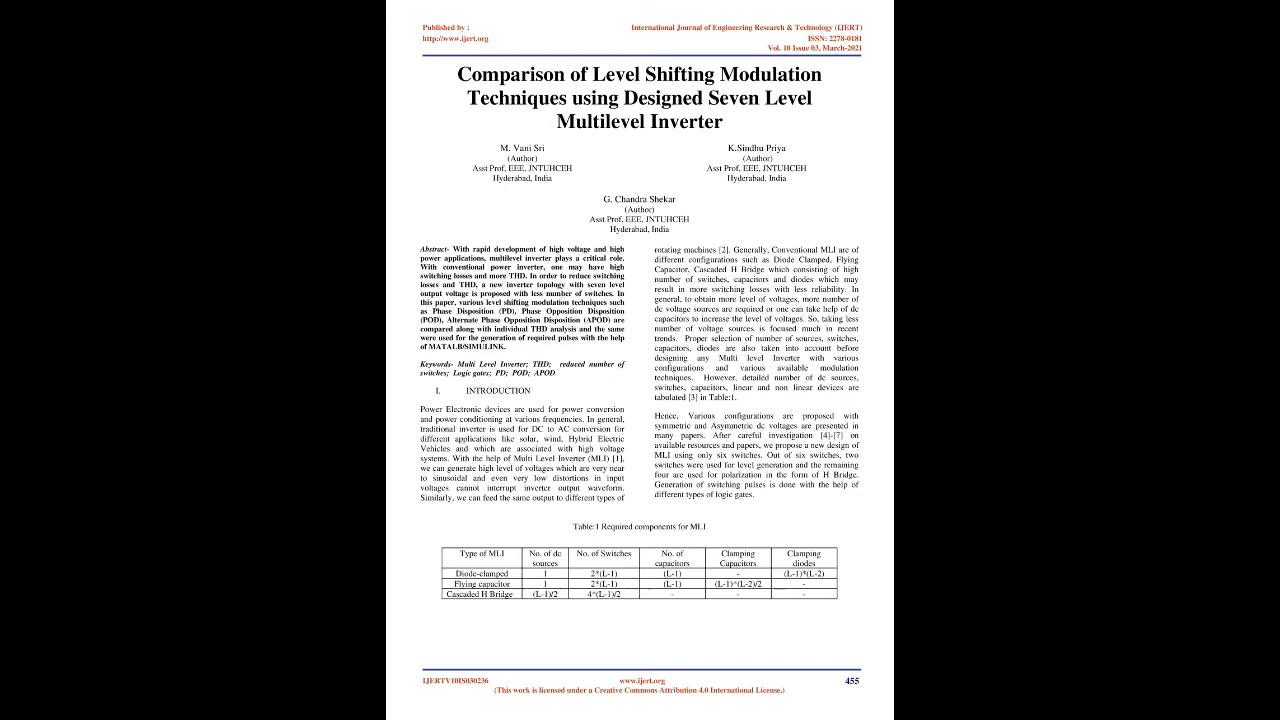 Published by :
http://www.ijert.org
International Journal of Engineering Research & Technology (IJERT)
ISSN: 2278-0181
Vol. 10 Issue 03, March-2021
Comparison of Level Shifting Modulation
Techniques using Designed Seven Level
Multilevel Inverter
M. Vani Sri
(Author)
Asst Prof, EEE, JNTUHCEH
Hyderabad, India
K.Sindhu Priya
(Author)
Asst Prof, EEE, JNTUHCEH
Hyderabad, India
G. Chandra Shekar
(Author)
Asst Prof, EEE, JNTUHCEH
Hyderabad, India
Abstract- With rapid development of high voltage and high
power applications, multilevel inverter plays a critical role.
With conventional power inverter, one may have high
switching losses and more THD. In order to reduce switching
losses and THD, a new inverter topology with seven level
output voltage is proposed with less number of switches. In
this paper, various level shifting modulation techniques such
as Phase Disposition (PD), Phase Opposition Disposition
(POD), Alternate Phase Opposition Disposition (APOD) are
compared along with individual THD analysis and the same
were used for the generation of required pulses with the help
of MATALB/SIMULINK.
Keywords- Multi Level Inverter; THD; reduced number of
switches; Logic gates; PD; POD; APOD.
I. INTRODUCTION
Power Electronic devices are used for power conversion
and power conditioning at various frequencies. In general,
traditional inverter is used for DC to AC conversion for
different applications like solar, wind, Hybrid Electric
Vehicles and which are associated with high voltage
systems. With the help of Multi Level Inverter (MLI) [1],
we can generate high level of voltages which are very near
to sinusoidal and even very low distortions in input
voltages cannot interrupt inverter output waveform.
Similarly, we can feed the same output to different types of
rotating machines [2]. Generally, Conventional MLI are of
different configurations such as Diode Clamped, Flying
Capacitor, Cascaded H Bridge which consisting of high
number of switches, capacitors and diodes which may
result in more switching losses with less reliability. In
general, to obtain more level of voltages, more number of
dc voltage sources are required or one can take help of dc
capacitors to increase the level of voltages. So, taking less
number of voltage sources is focused much in recent
trends. Proper selection of number of sources, switches,
capacitors, diodes are also taken into account before
designing any Multi level Inverter with various
configurations and various available modulation
techniques. However, detailed number of dc sources,
switches, capacitors, linear and non linear devices are
tabulated [3] in Table:1.
Hence, Various configurations are proposed with
symmetric and Asymmetric dc voltages are presented in
many papers. After careful investigation [4]-[7] on
available resources and papers, we propose a new design of
MLI using only six switches. Out of six switches, two
switches were used for level generation and the remaining
four are used for polarization in the form of H Bridge.
Generation of switching pulses is done with the help of
different types of logic gates.
Table:1 Required components for MLI
Type of MLI No. of dc sources No. of Switches No. of capacitors Clamping Capacitors Clamping diodes
Diode-clamped 1 2*(L-1) (L-1) - (L-1)*(L-2)
Flying capacitor 1 2*(L-1) (L-1) (L-1)*(L-2)/2 -
Cascaded H Bridge (L-1)/2 4*(L-1)/2 - - -
IJERTV10IS030236
www.ijert.org
455
(This work is licensed under a Creative Commons Attribution 4.0 International License.)